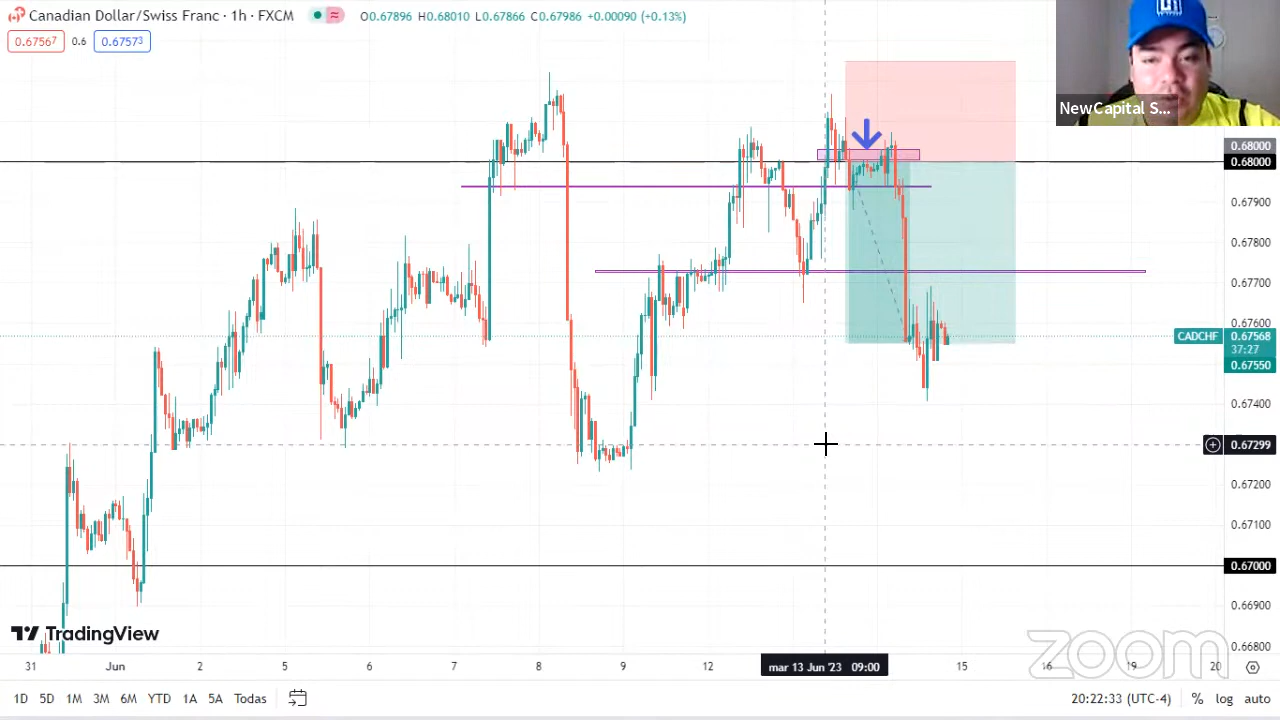 Canadian Dollar/Swiss Franc · 1h · FXCM O0.67896 H0.68010 L0.67866 C0.67986 +0.00090 (+0.13%)
0.67567 0.6 0.67573
NewCapital S...
0.68000
0.68000
0.67900
0.67800
0.67700
0.67600
CADCHF 0.67568
37:27
0.67550
0.67400
0.67299
0.67200
0.67100
0.67000
0.66900
0.66800
TradingView
zoom
31 Jun 2 5 6 7 8 9 12 mar 13 Jun '23 09:00 15 16 19 20
1D 5D 1M 3M 6M YTD 1A 5A Todas 20:22:33 (UTC-4) % log auto